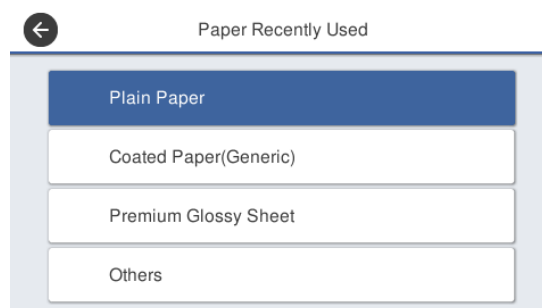 Paper Recently Used
Plain Paper
Coated Paper(Generic)
Premium Glossy Sheet
Others